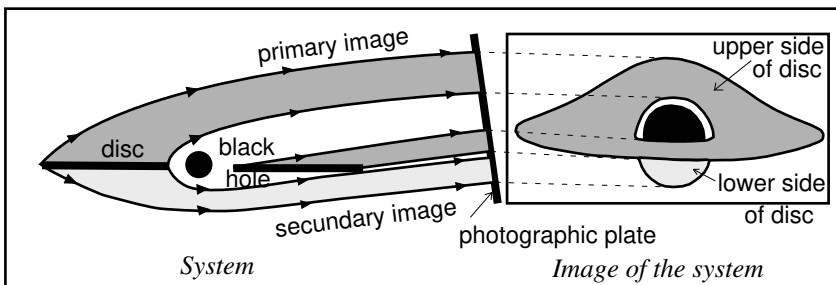 primary image
disc
black
hole
secundary image
photographic plate
System
upper side
of disc
lower side
of disc
Image of the system